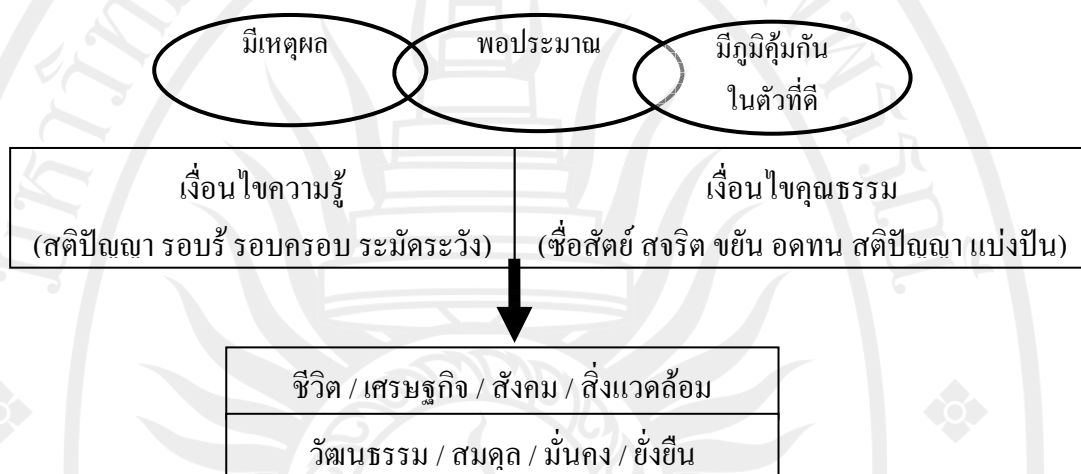 มีเหตุผล
พอประมาณ
มีภูมิคุ้มกัน
ในตัวที่ดี
เงื่อนไขความรู้
(สติปัญญา รอบรู้ รอบครอบ ระมัดระวัง)
เงื่อนไขคุณธรรม
(ซื่อสัตย์ สุจริต ขยัน อดทน สติปัญญา แบ่งปัน)
ชีวิต / เศรษฐกิจ / สังคม / สิ่งแวดล้อม
วัฒนธรรม / สมดุล / มั่นคง / ยั่งยืน